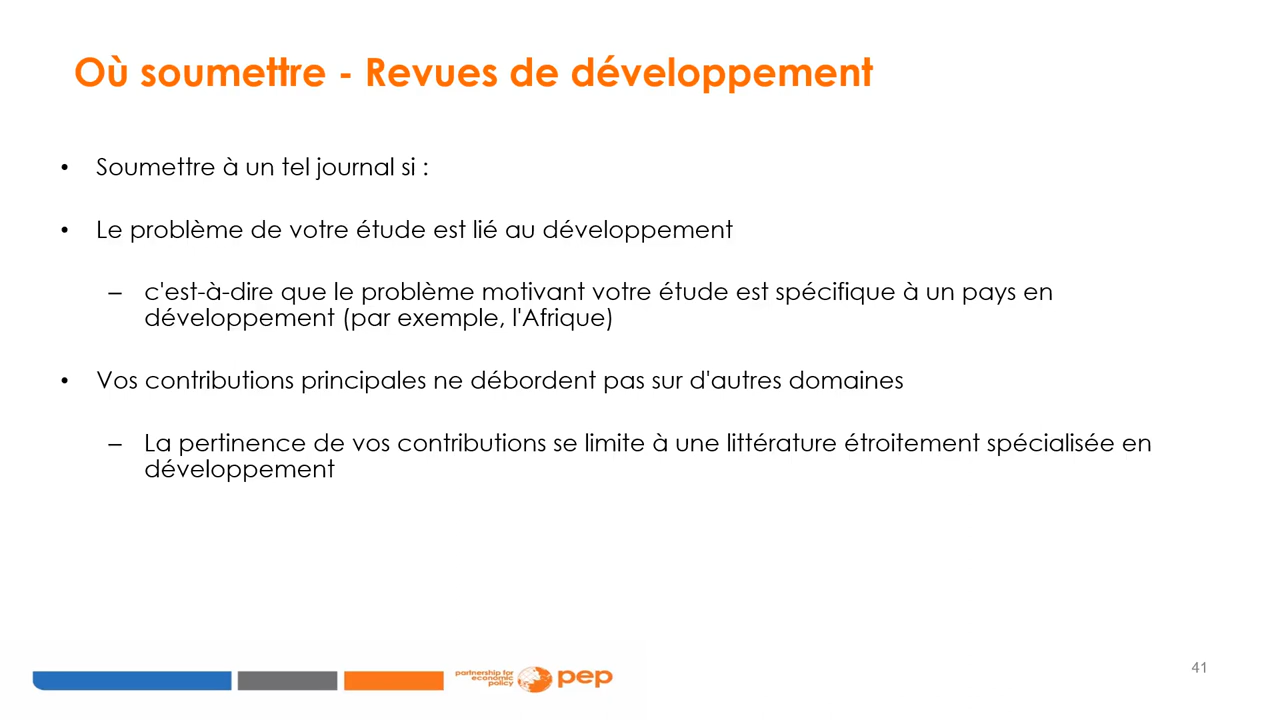 Où soumettre - Revues de développement
• Soumettre à un tel journal si :
• Le problème de votre étude est lié au développement
– c'est-à-dire que le problème motivant votre étude est spécifique à un pays en
développement (par exemple, l'Afrique)
• Vos contributions principales ne débordent pas sur d'autres domaines
– La pertinence de vos contributions se limite à une littérature étroitement spécialisée en
développement
partnership for
economic
policy
pep
41